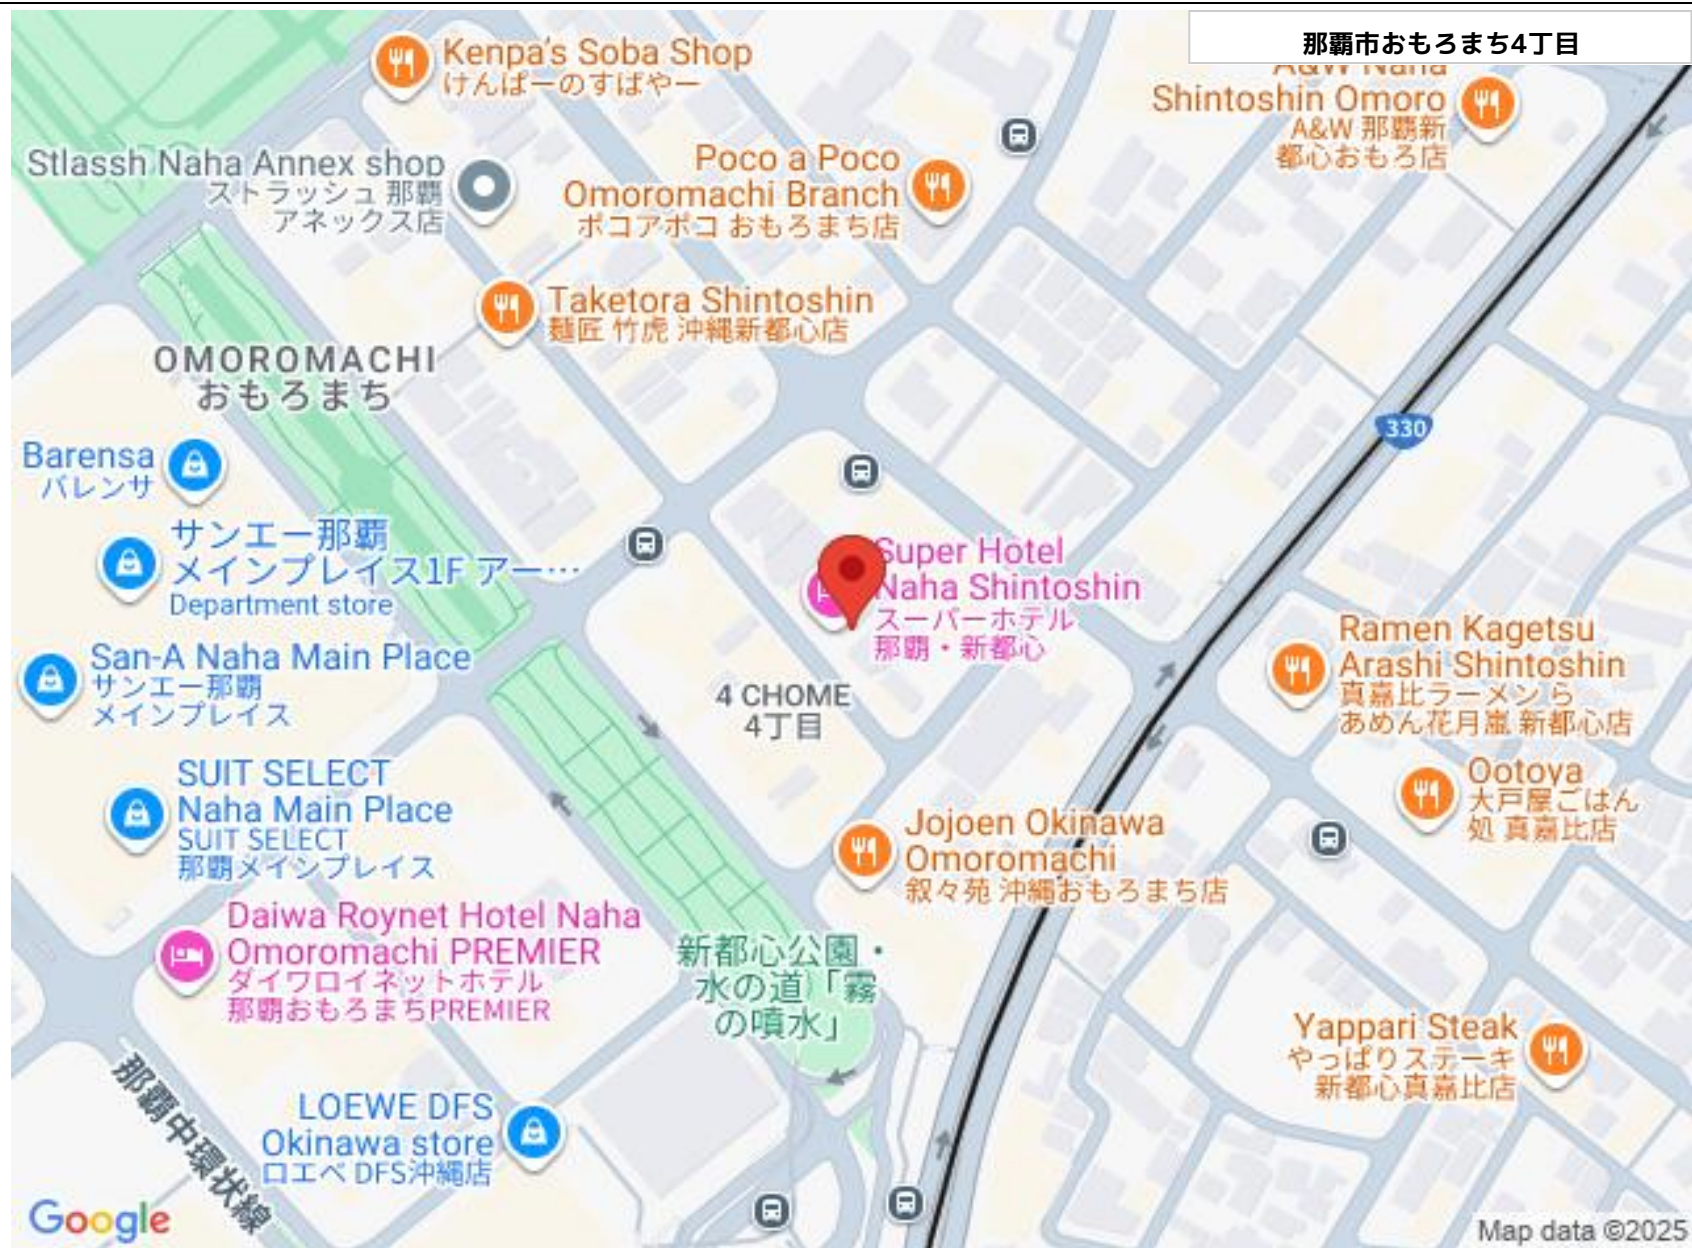 那覇市おもろまち4丁目
Kenpa's Soba Shop
けんぱーのすばやー
A&W Naha
Shintoshin Omoro
A&W 那覇新
都心おもろ店
Stlassh Naha Annex shop
ストラッシュ 那覇
アネックス店
Poco a Poco
Omoromachi Branch
ポコアポコ おもろまち店
Taketora Shintoshin
麺匠 竹虎 沖縄新都心店
OMOROMACHI
おもろまち
330
Barensa
バレンサ
サンエー那覇
メインプレイス1F アー…
Department store
Super Hotel
Naha Shintoshin
スーパーホテル
那覇・新都心
San-A Naha Main Place
サンエー那覇
メインプレイス
4 CHOME
4丁目
Ramen Kagetsu
Arashi Shintoshin
真嘉比ラーメン ら
あめん花月嵐 新都心店
SUIT SELECT
Naha Main Place
SUIT SELECT
那覇メインプレイス
Ootoya
大戸屋ごはん
処 真嘉比店
Jojoen Okinawa
Omoromachi
叙々苑 沖縄おもろまち店
Daiwa Roynet Hotel Naha
Omoromachi PREMIER
ダイワロイネットホテル
那覇おもろまちPREMIER
新都心公園・
水の道「霧
の噴水」
Yappari Steak
やっぱりステーキ
新都心真嘉比店
那覇中環状線
LOEWE DFS
Okinawa store
ロエベ DFS沖縄店
Google
Map data ©2025